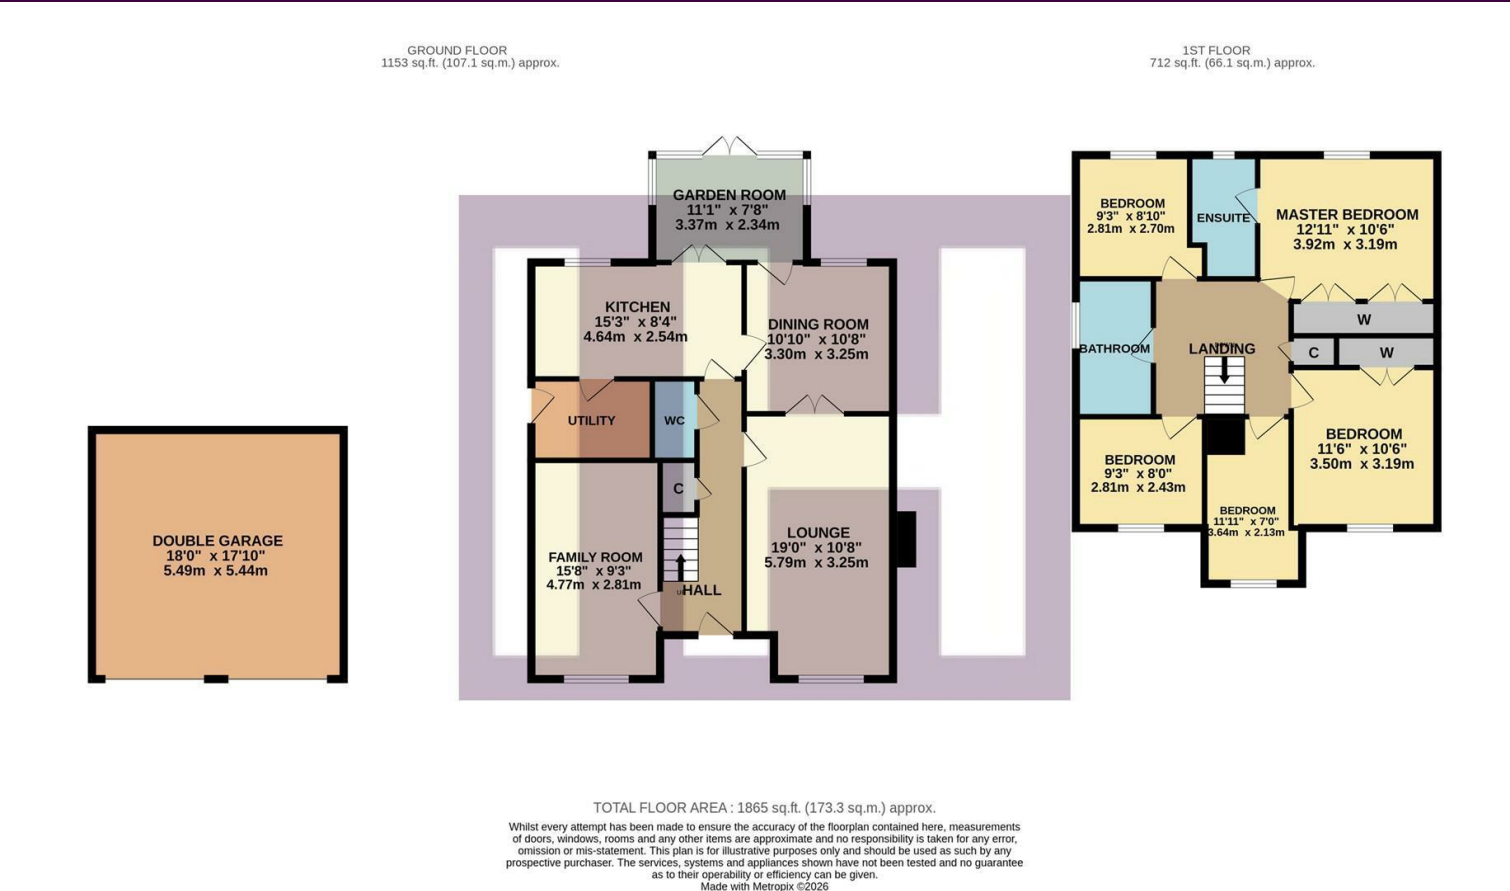 GROUND FLOOR
1153 sq.ft. (107.1 sq.m.) approx.
1ST FLOOR
712 sq.ft. (66.1 sq.m.) approx.
GARDEN ROOM
11'1" x 7'8"
3.37m x 2.34m
KITCHEN
15'3" x 8'4"
4.64m x 2.54m
DINING ROOM
10'10" x 10'8"
3.30m x 3.25m
UTILITY
WC
C
FAMILY ROOM
15'8" x 9'3"
4.77m x 2.81m
HALL
LOUNGE
19'0" x 10'8"
5.79m x 3.25m
DOUBLE GARAGE
18'0" x 17'10"
5.49m x 5.44m
BEDROOM
9'3" x 8'10"
2.81m x 2.70m
ENSUITE
MASTER BEDROOM
12'11" x 10'6"
3.92m x 3.19m
W
BATHROOM
LANDING
C
W
BEDROOM
9'3" x 8'0"
2.81m x 2.43m
BEDROOM
11'11" x 7'0"
3.64m x 2.13m
BEDROOM
11'6" x 10'6"
3.50m x 3.19m
TOTAL FLOOR AREA : 1865 sq.ft. (173.3 sq.m.) approx.
Whilst every attempt has been made to ensure the accuracy of the floorplan contained here, measurements
of doors, windows, rooms and any other items are approximate and no responsibility is taken for any error,
omission or mis-statement. This plan is for illustrative purposes only and should be used as such by any
prospective purchaser. The services, systems and appliances shown have not been tested and no guarantee
as to their operability or efficiency can be given.
Made with Metropix ©2026